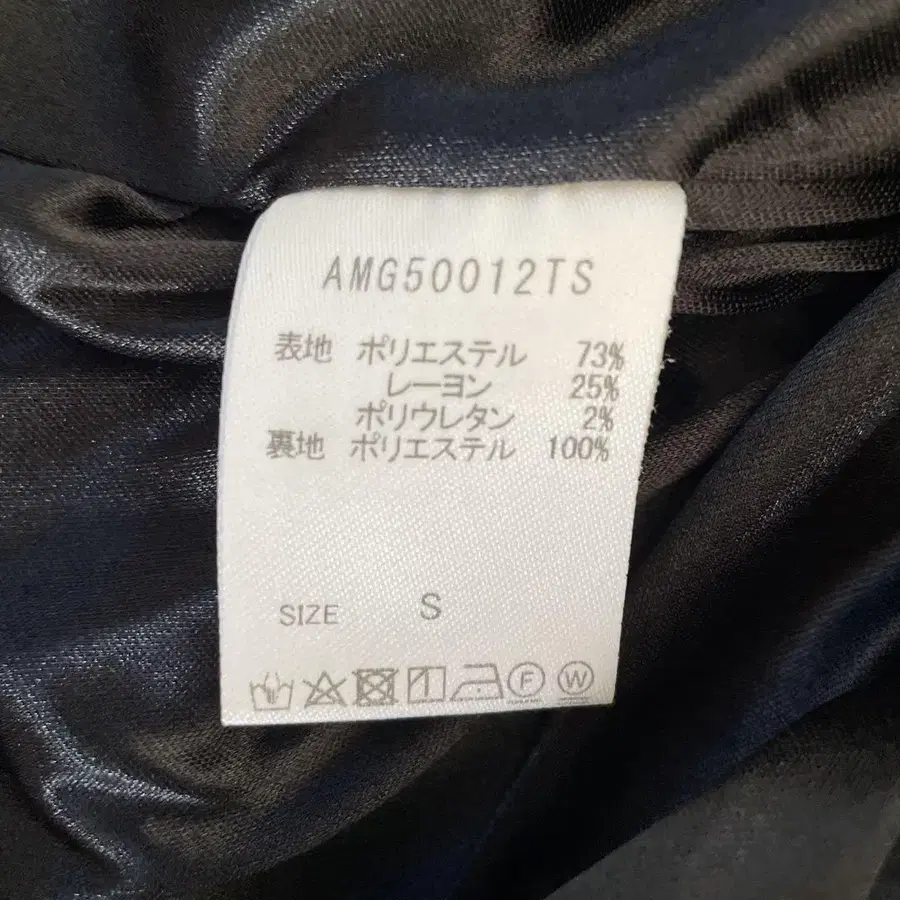 AMG50012TS
表地 ポリエステル 73%
レーヨン 25%
ポリウレタン 2%
裏地 ポリエステル 100%
SIZE S
F W